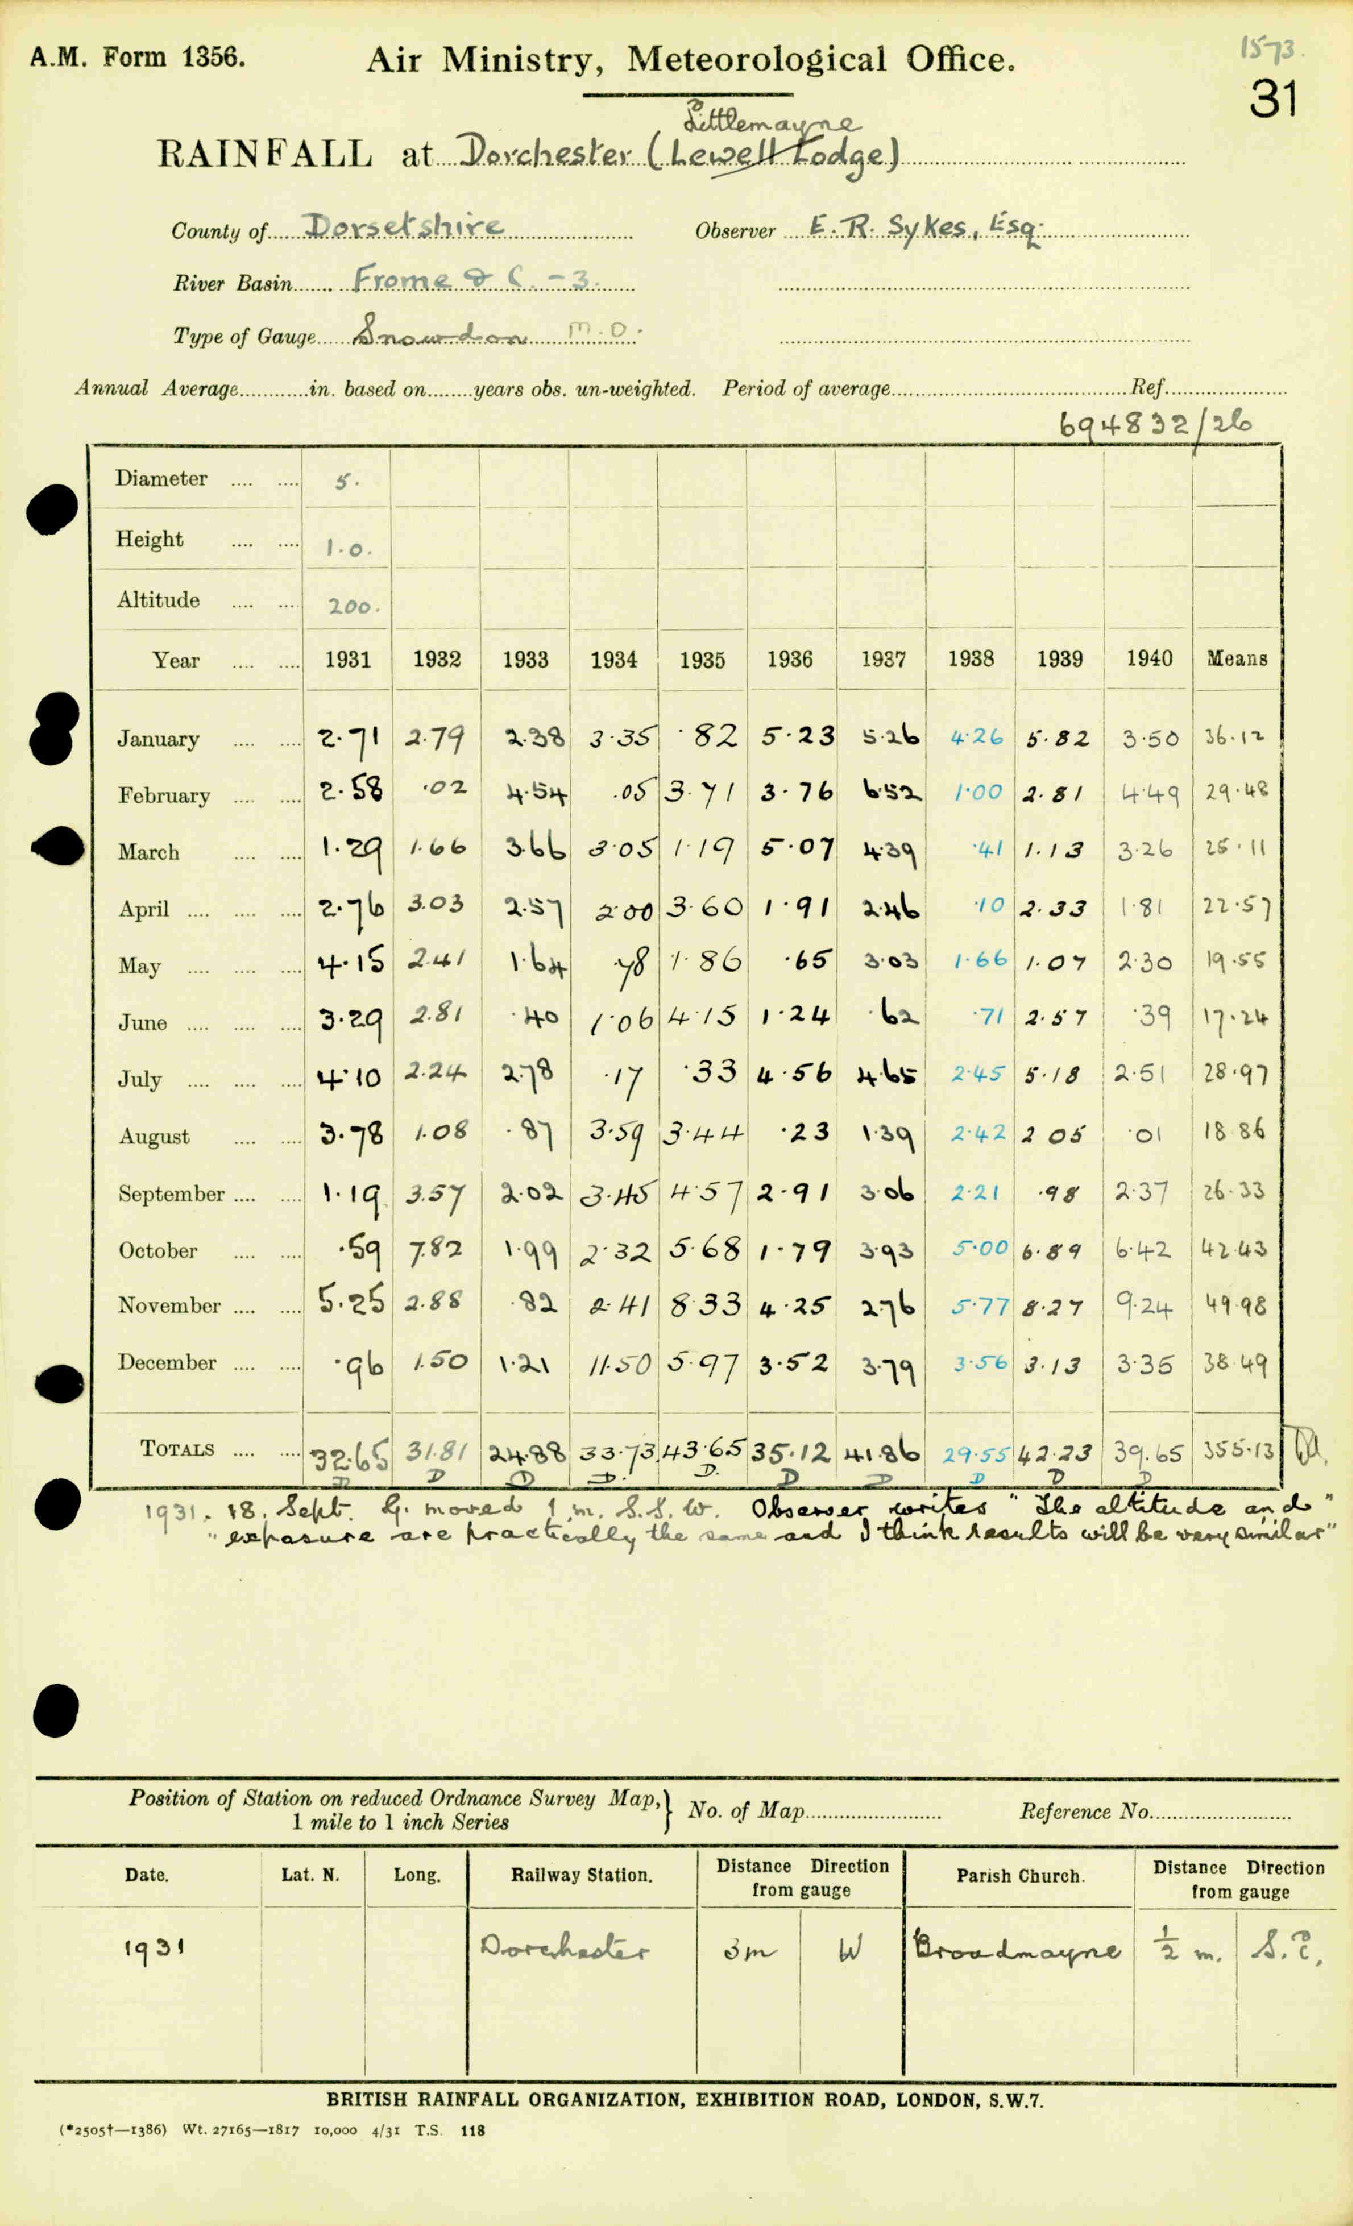 A.M. Form 1356.
Air Ministry, Meteorological Office.
1573.
31
Littlemayne
RAINFALL at Dorchester (Lewell Lodge)
County of Dorsetshire Observer E. R. Sykes, Esq.
River Basin Frome & C. - 3.
Type of Gauge Snowdon M.O.
Annual Average in. based on years obs. un-weighted. Period of average Ref.
694832/26
Diameter 5.
Height 1.0.
Altitude 200.
Year 1931 1932 1933 1934 1935 1936 1937 1938 1939 1940 Means
January 2.71 2.79 2.38 3.35 .82 5.23 5.26 4.26 5.82 3.50 36.12
February 2.58 .02 4.54 .05 3.71 3.76 6.52 1.00 2.81 4.49 29.48
March 1.29 1.66 3.66 3.05 1.19 5.07 4.39 .41 1.13 3.26 25.11
April 2.76 3.03 2.57 2.00 3.60 1.91 2.46 .10 2.33 1.81 22.57
May 4.15 2.41 1.64 .78 1.86 .65 3.03 1.66 1.07 2.30 19.55
June 3.29 2.81 .40 1.06 4.15 1.24 .62 .71 2.57 .39 17.24
July 4.10 2.24 2.78 .17 .33 4.56 4.65 2.45 5.18 2.51 28.97
August 3.78 1.08 .87 3.59 3.44 .23 1.39 2.42 2 05 .01 18 86
September 1.19 3.57 2.02 3.45 4.57 2.91 3.06 2.21 .98 2.37 26.33
October .59 7.82 1.99 2.32 5.68 1.79 3.93 5.00 6.89 6.42 42.43
November 5.25 2.88 .82 2.41 8.33 4.25 2.76 5.77 8.27 9.24 49.98
December .96 1.50 1.21 11.50 5.97 3.52 3.79 3.56 3.13 3.35 38.49
TOTALS 32.65 31.81 24.88 33.73 43.65 35.12 41.86 29.55 42.23 39.65 355.13
D D D D. D. D D D D D
1931. 18. Sept. G. moved 1 m. S.S.W. Observer writes "The altitude and"
"exposure are practically the same and I think results will be very similar"
Position of Station on reduced Ordnance Survey Map,} No. of Map Reference No.
1 mile to 1 inch Series
Date. Lat. N. Long. Railway Station. Distance Direction from gauge Parish Church. Distance Direction from gauge
1931 Dorchester 3m W Broadmayne ½ m. S.E.
BRITISH RAINFALL ORGANIZATION, EXHIBITION ROAD, LONDON, S.W.7.
(*2505†—1386) Wt. 27165—1817 10,000 4/31 T.S. 118